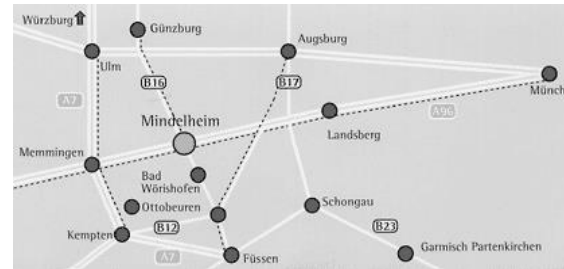 Würzburg
Günzburg
Augsburg
Ulm
B16
B17
Münch
A7
Mindelheim
A96
Landsberg
Memmingen
Bad
Wörishofen
Ottobeuren
Schongau
B12
B23
Kempten
A7
Füssen
Garmisch Partenkirchen